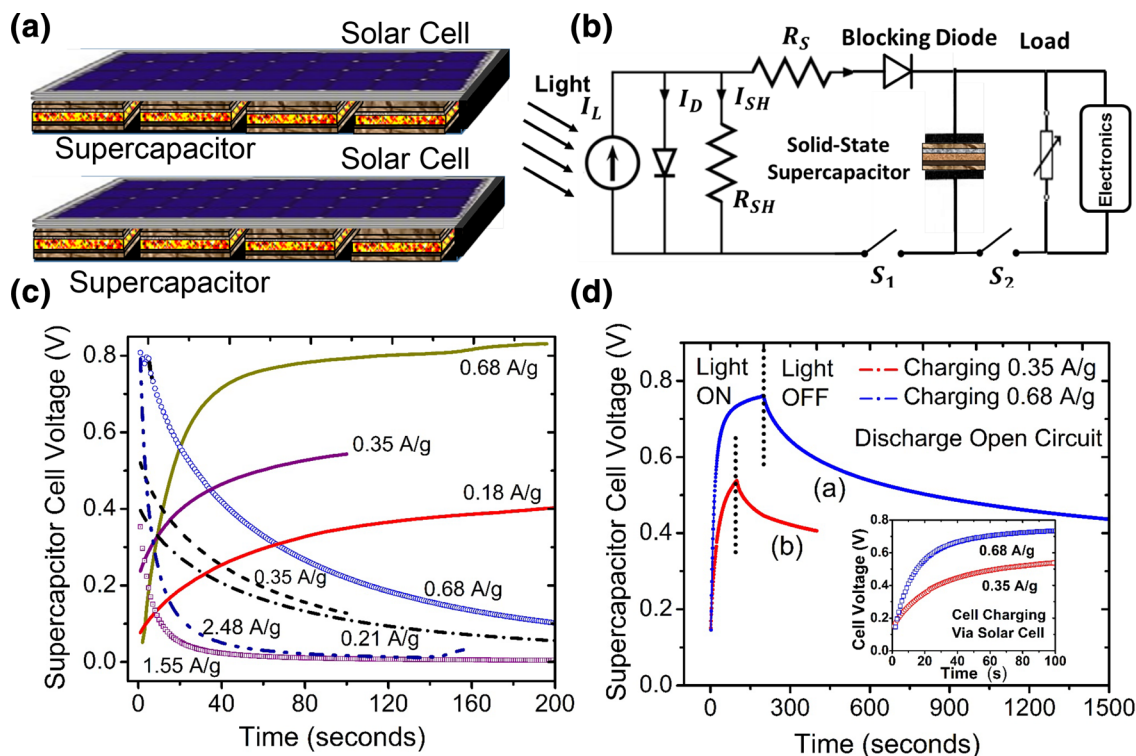 (a)
Solar Cell
Supercapacitor
Solar Cell
Supercapacitor
(b)
R_S
Blocking Diode
Load
Light
I_L
I_D
I_SH
R_SH
Solid-State
Supercapacitor
Electronics
S_1
S_2
(c)
Supercapcitor Cell Voltage (V)
0.8
0.6
0.4
0.2
0.0
0.68 A/g
0.35 A/g
0.18 A/g
0.35 A/g
0.68 A/g
2.48 A/g
0.21 A/g
1.55 A/g
0 40 80 120 160 200
Time (seconds)
(d)
Supercapacitor Cell Voltage (V)
0.8
0.6
0.4
0.2
0.0
Light
ON
Light
OFF
Charging 0.35 A/g
Charging 0.68 A/g
Discharge Open Circuit
(a)
(b)
Cell Voltage (V)
0.8
0.6
0.4
0.2
0.0
0.68 A/g
0.35 A/g
Cell Charging
Via Solar Cell
0 20 40 60 80 100
Time (s)
0 300 600 900 1200 1500
Time (seconds)